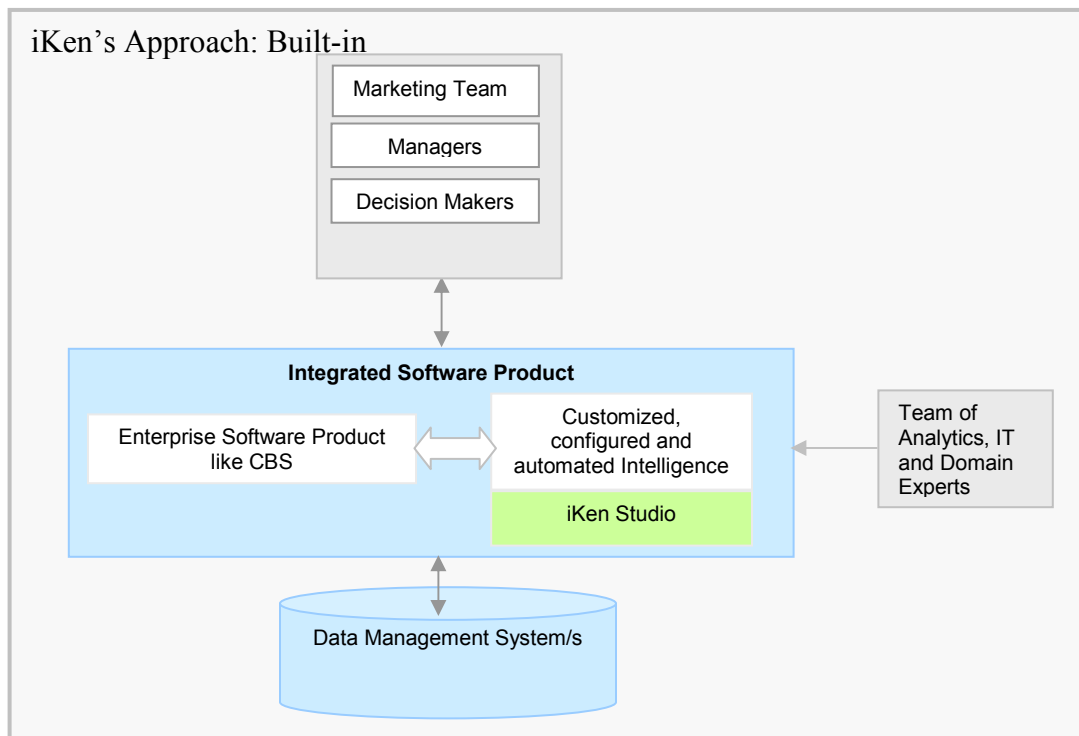 iKen’s Approach: Built-in
Marketing Team
Managers
Decision Makers
Integrated Software Product
Enterprise Software Product
like CBS
Customized,
configured and
automated Intelligence
iKen Studio
Team of
Analytics, IT
and Domain
Experts
Data Management System/s